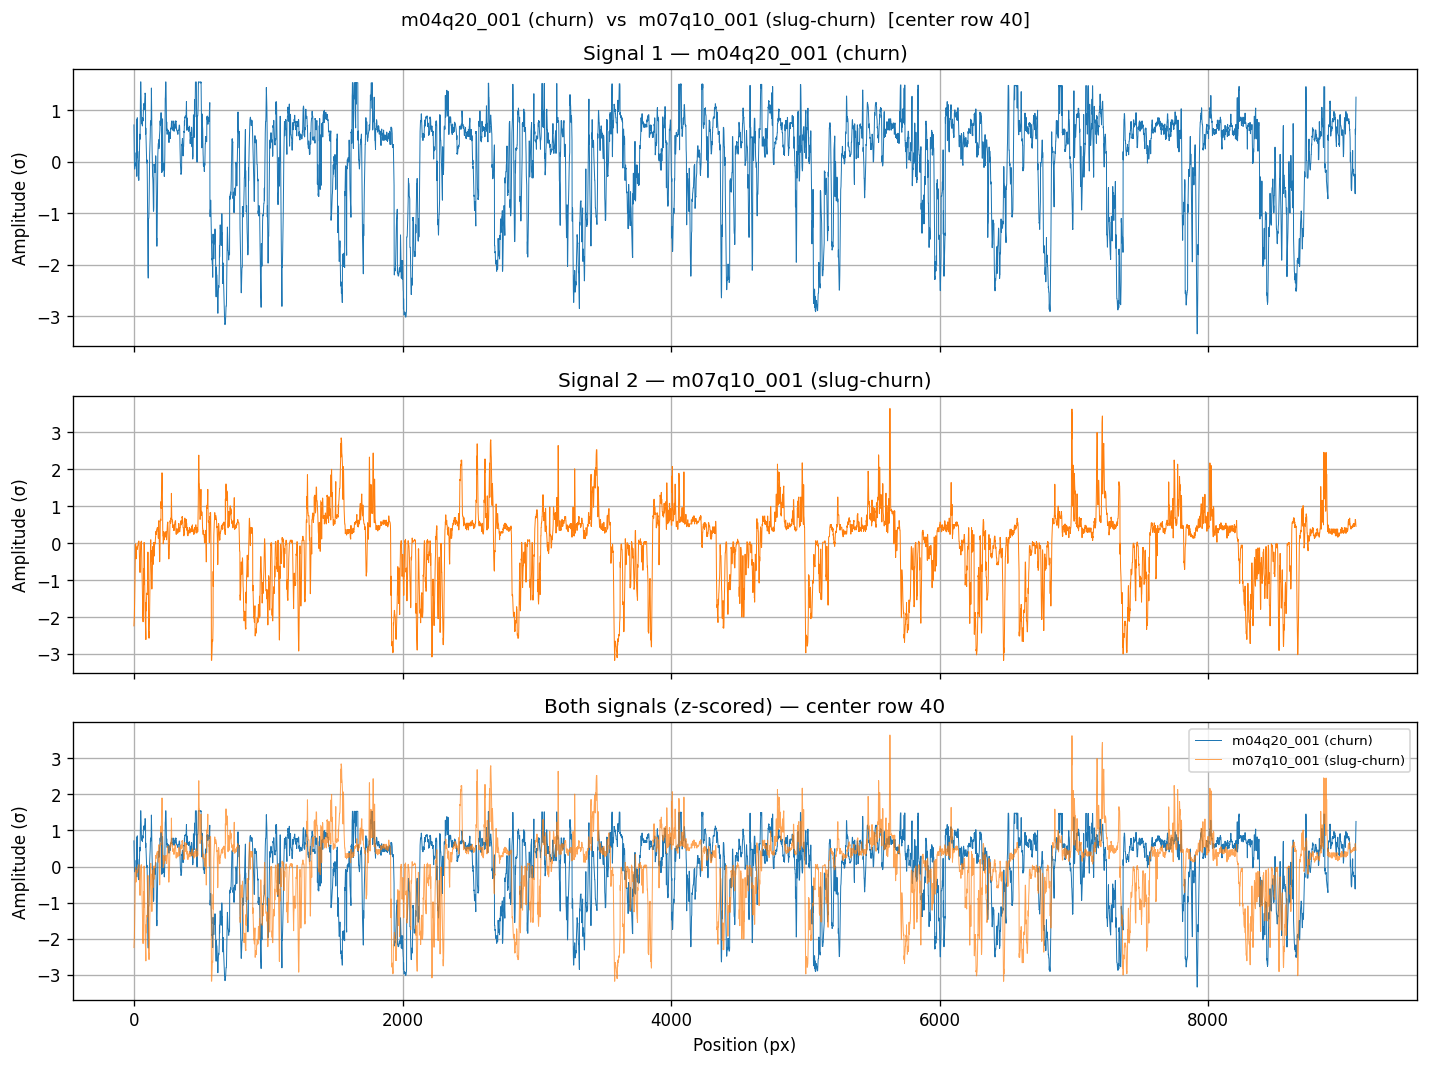 m04q20_001 (churn)  vs  m07q10_001 (slug-churn)  [center row 40]
Signal 1 — m04q20_001 (churn)
Amplitude (σ)
1
0
−1
−2
−3
Signal 2 — m07q10_001 (slug-churn)
Amplitude (σ)
3
2
1
0
−1
−2
−3
Both signals (z-scored) — center row 40
Amplitude (σ)
3
2
1
0
−1
−2
−3
m04q20_001 (churn)
m07q10_001 (slug-churn)
0 2000 4000 6000 8000
Position (px)